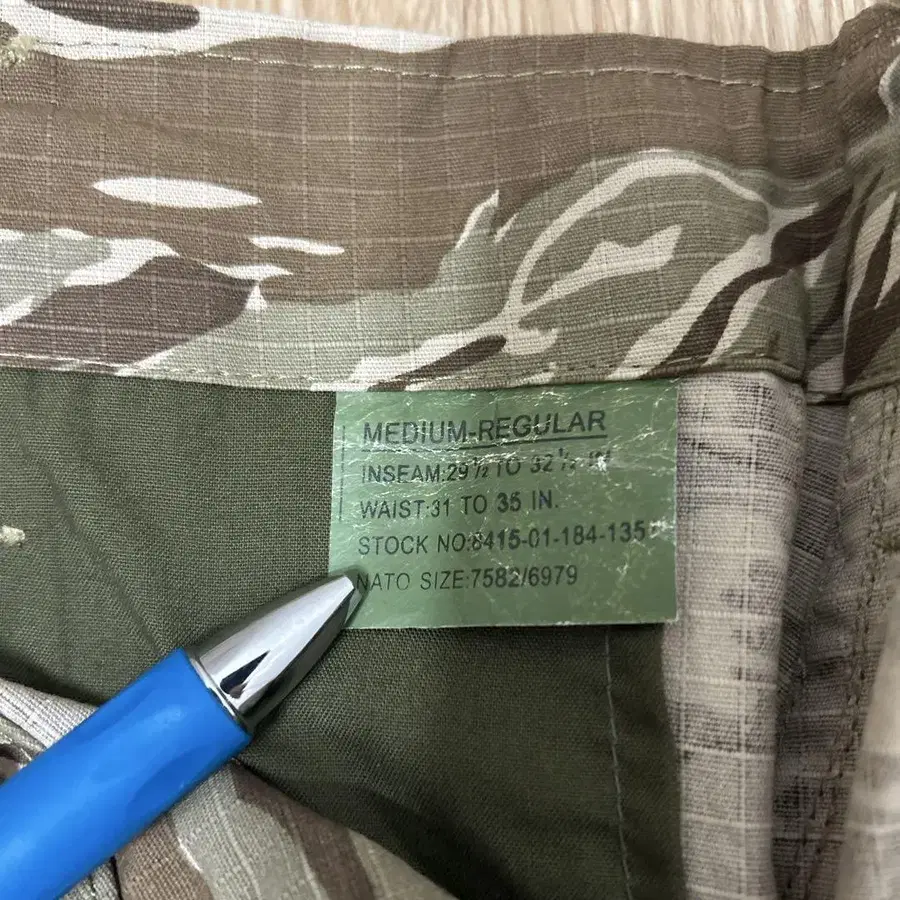 MEDIUM-REGULAR
INSEAM:29½ TO 32½ IN
WAIST:31 TO 35 IN.
STOCK NO:8415-01-184-135
NATO SIZE:7582/6979